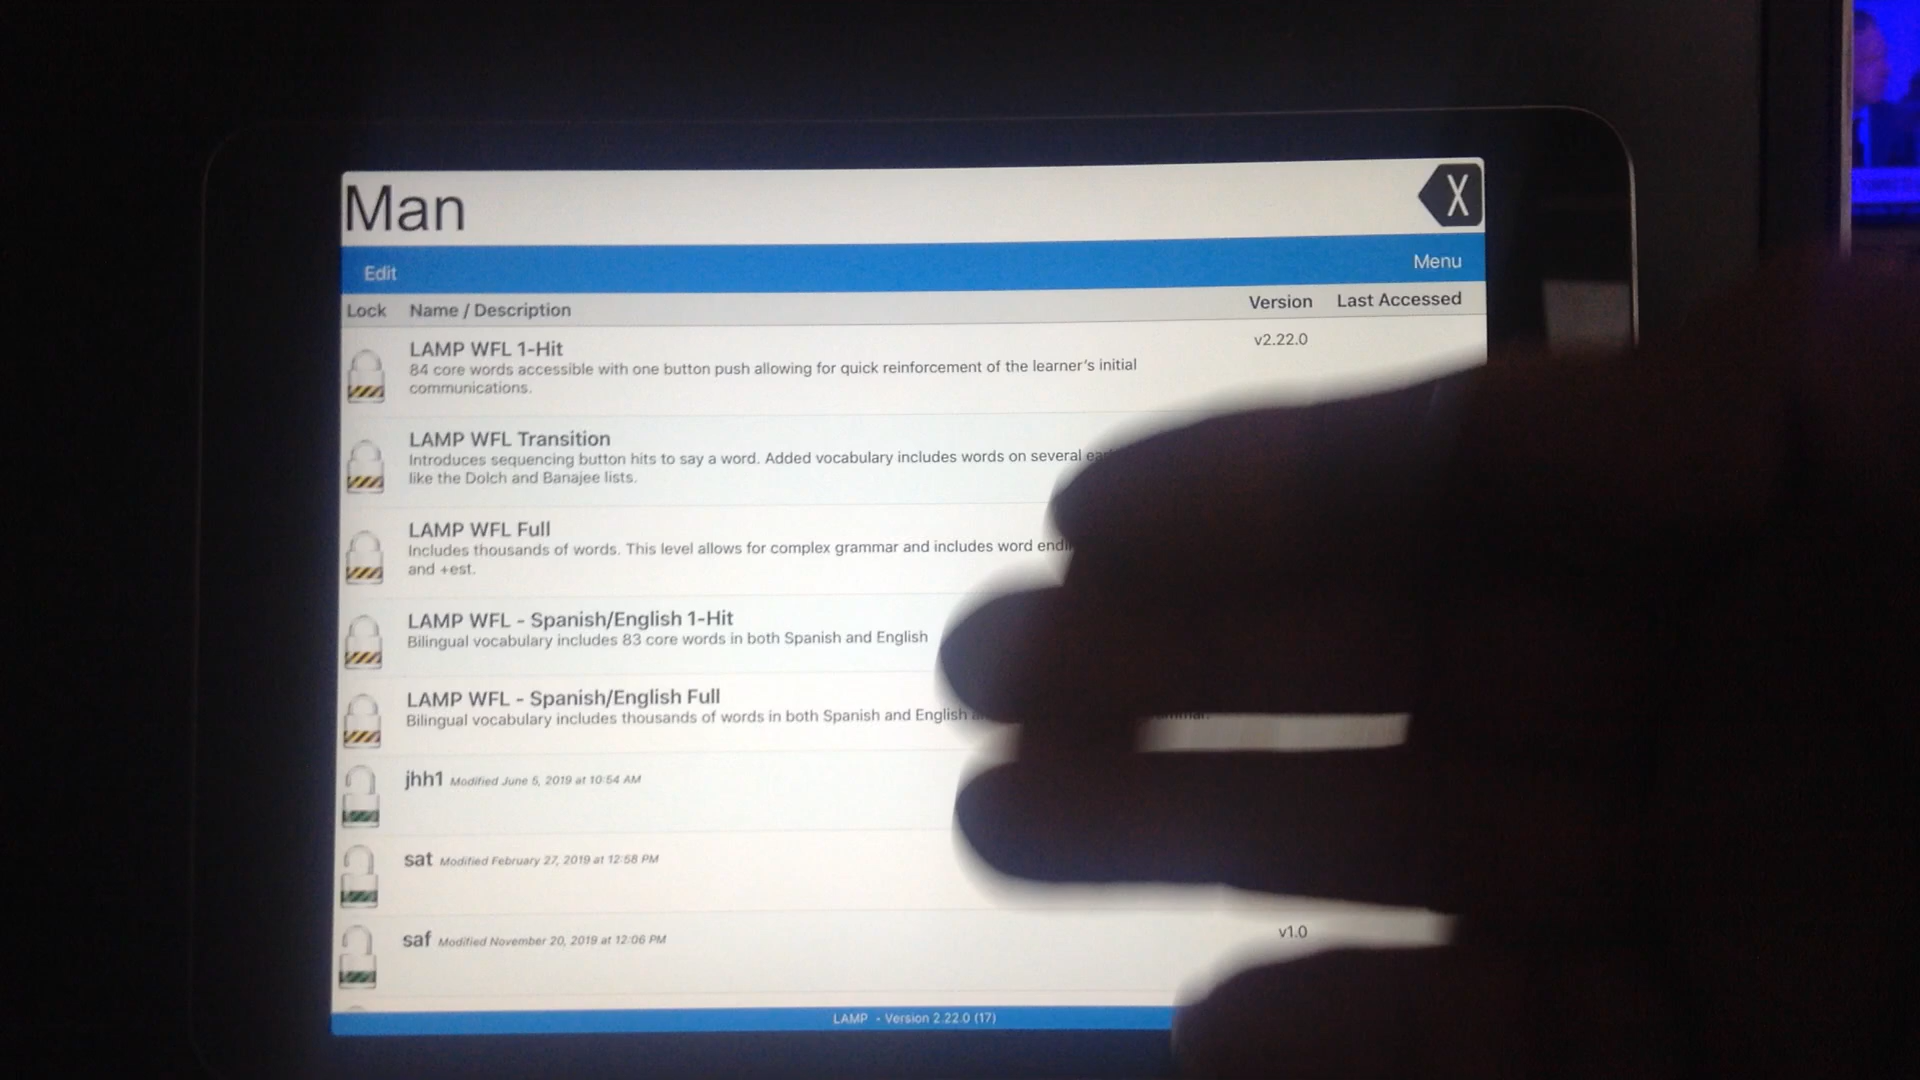 Man
X
Edit Menu
Lock Name / Description Version Last Accessed
LAMP WFL 1-Hit v2.22.0
84 core words accessible with one button push allowing for quick reinforcement of the learner's initial
communications.
LAMP WFL Transition
Introduces sequencing button hits to say a word. Added vocabulary includes words on several
like the Dolch and Banajee lists.
LAMP WFL Full
Includes thousands of words. This level allows for complex grammar and includes word
and +est.
LAMP WFL - Spanish/English 1-Hit
Bilingual vocabulary includes 83 core words in both Spanish and English
LAMP WFL - Spanish/English Full
Bilingual vocabulary includes thousands of words in both Spanish and English
jhh1 Modified June 5, 2019 at 10:54 AM
sat Modified February 27, 2019 at 12:58 PM
saf Modified November 20, 2019 at 12:06 PM v1.0
LAMP - Version 2.22.0 (17)